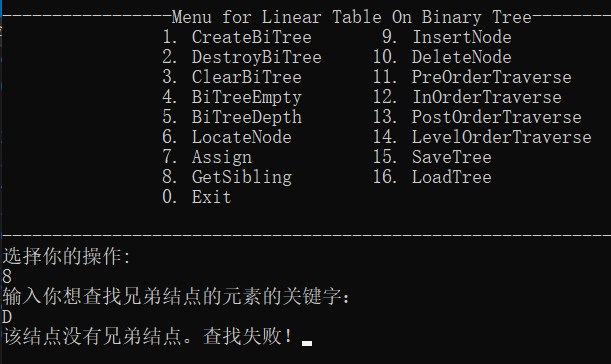 -----------------Menu for Linear Table On Binary Tree--------
1. CreateBiTree 9. InsertNode
2. DestroyBiTree 10. DeleteNode
3. ClearBiTree 11. PreOrderTraverse
4. BiTreeEmpty 12. InOrderTraverse
5. BiTreeDepth 13. PostOrderTraverse
6. LocateNode 14. LevelOrderTraverse
7. Assign 15. SaveTree
8. GetSibling 16. LoadTree
0. Exit
-------------------------------------------------------------
选择你的操作:
8
输入你想查找兄弟结点的元素的关键字:
D
该结点没有兄弟结点。查找失败!